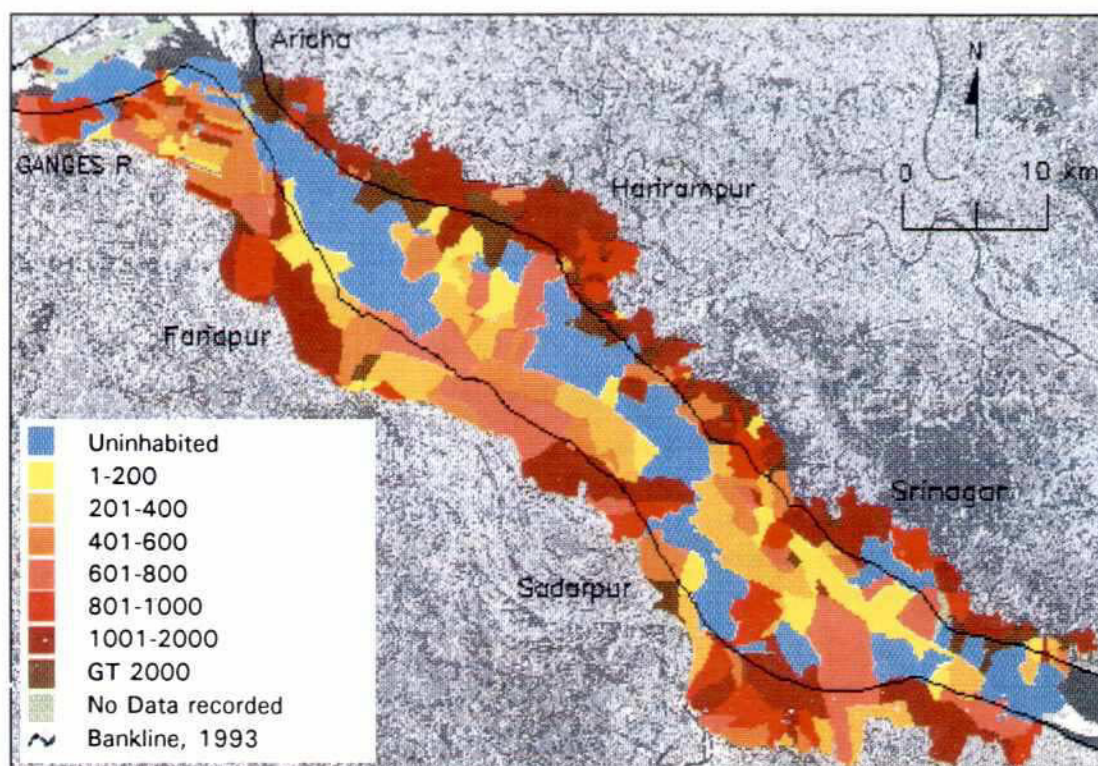 Aricha
N
GANGES R
Harirampur
0 10 km
Faridpur
Srinagar
Sadarpur
Uninhabited
1-200
201-400
401-600
601-800
801-1000
1001-2000
GT 2000
No Data recorded
Bankline, 1993